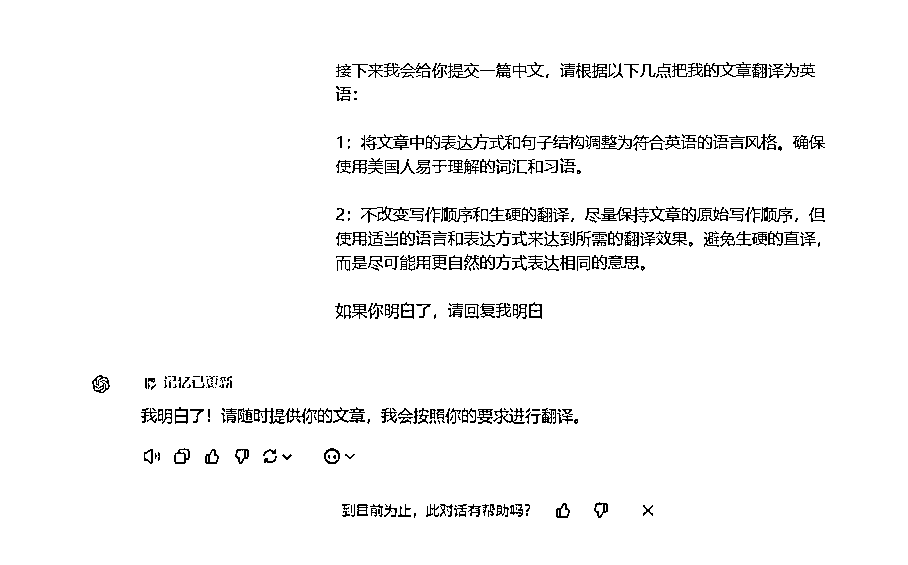 接下来我会给你提交一篇中文，请根据以下几点把我的文章翻译为英
语：
1：将文章中的表达方式和句子结构调整为符合英语的语言风格。确保
使用美国人易于理解的词汇和习语。
2：不改变写作顺序和生硬的翻译，尽量保持文章的原始写作顺序，但
使用适当的语言和表达方式来达到所需的翻译效果。避免生硬的直译，
而是尽可能用更自然的方式表达相同的意思。
如果你明白了，请回复我明白
记忆已更新
我明白了！请随时提供你的文章，我会按照你的要求进行翻译。
到目前为止，此对话有帮助吗？